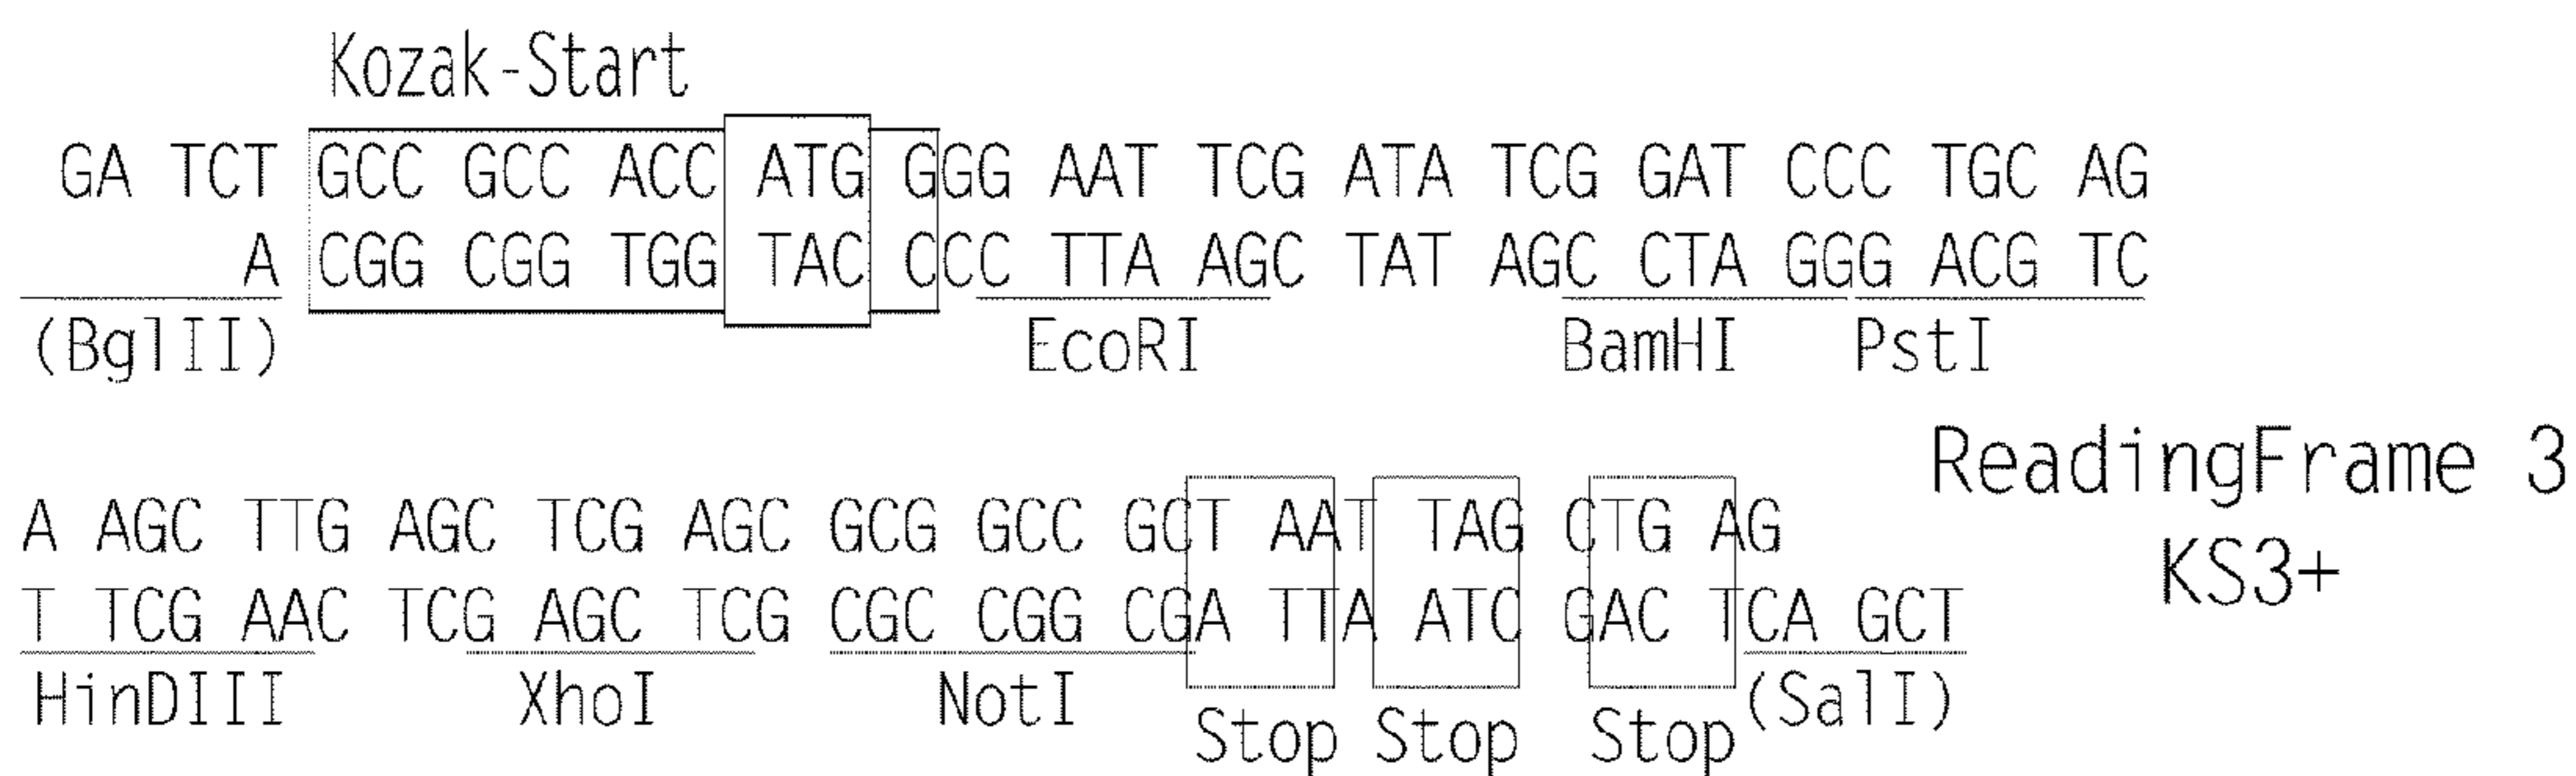 Kozak-Start
GA TCT GCC GCC ACC ATG GGG AAT TCG ATA TCG GAT CCC TGC AG
A CGG CGG TGG TAC CCC TTA AGC TAT AGC CTA GGG ACG TC
(BglII) EcoRI BamHI PstI
ReadingFrame 3
KS3+
A AGC TTG AGC TCG AGC GCG GCC GCT AAT TAG CTG AG
T TCG AAC TCG AGC TCG CGC CGG CGA TTA ATC GAC TCA GCT
HinDIII XhoI NotI (SalI)
Stop Stop Stop